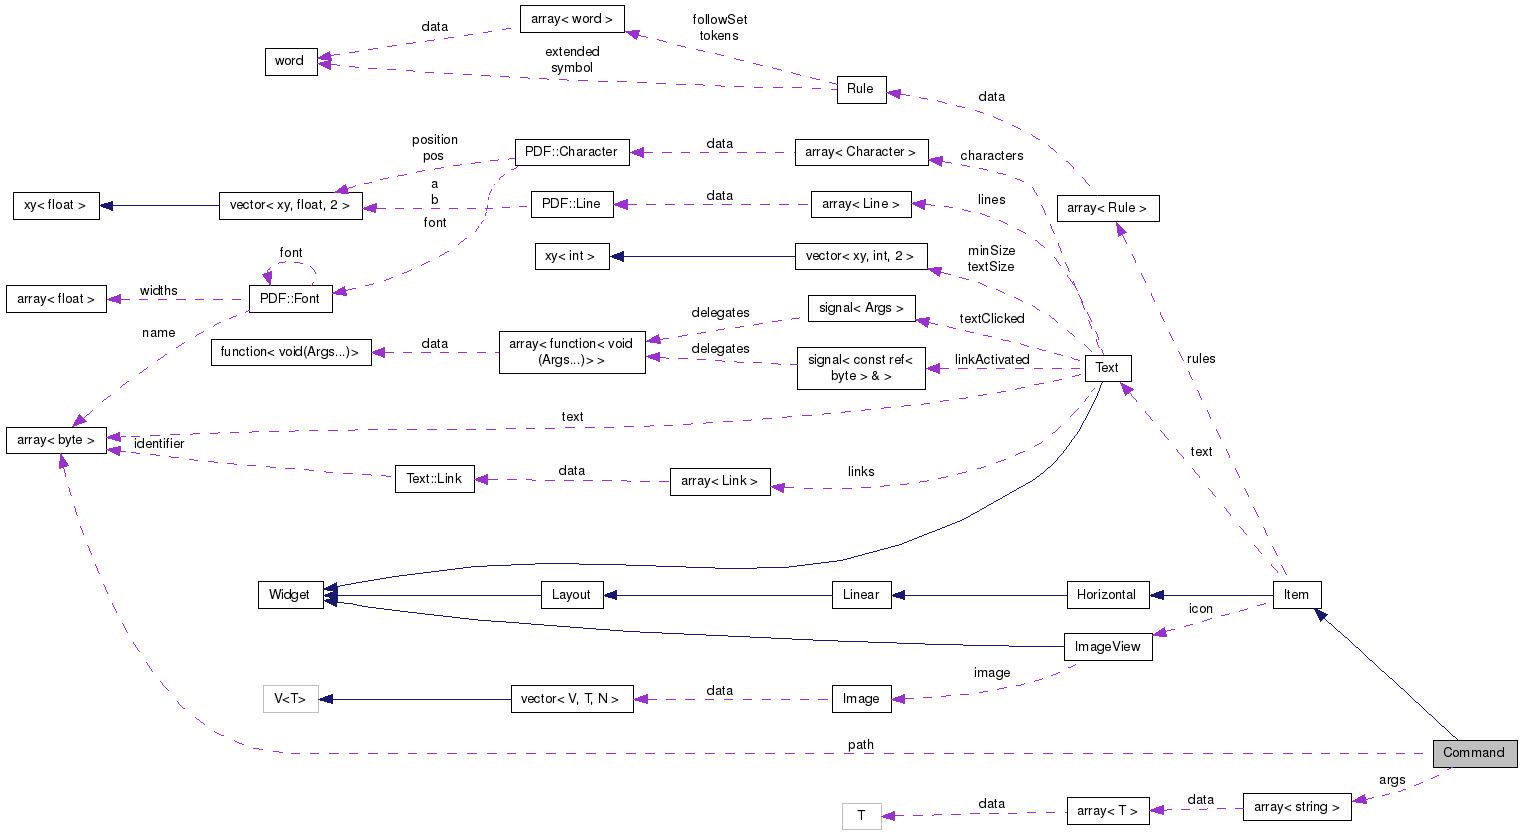 array< word >
followSet
tokens
data
extended
symbol
word
Rule
data
position
pos
PDF::Character
data
array< Character >
characters
a
b
xy< float >
vector< xy, float, 2 >
PDF::Line
data
array< Line >
lines
array< Rule >
font
font
xy< int >
vector< xy, int, 2 >
minSize
textSize
array< float >
widths
PDF::Font
signal< Args >
delegates
textClicked
name
function< void(Args...)>
data
array< function< void
(Args...)> >
delegates
signal< const ref<
byte > & >
linkActivated
Text
rules
text
array< byte >
identifier
text
Text::Link
data
array< Link >
links
Widget
Layout
Linear
Horizontal
Item
icon
ImageView
image
V<T>
vector< V, T, N >
data
Image
path
Command
args
T
data
array< T >
data
array< string >